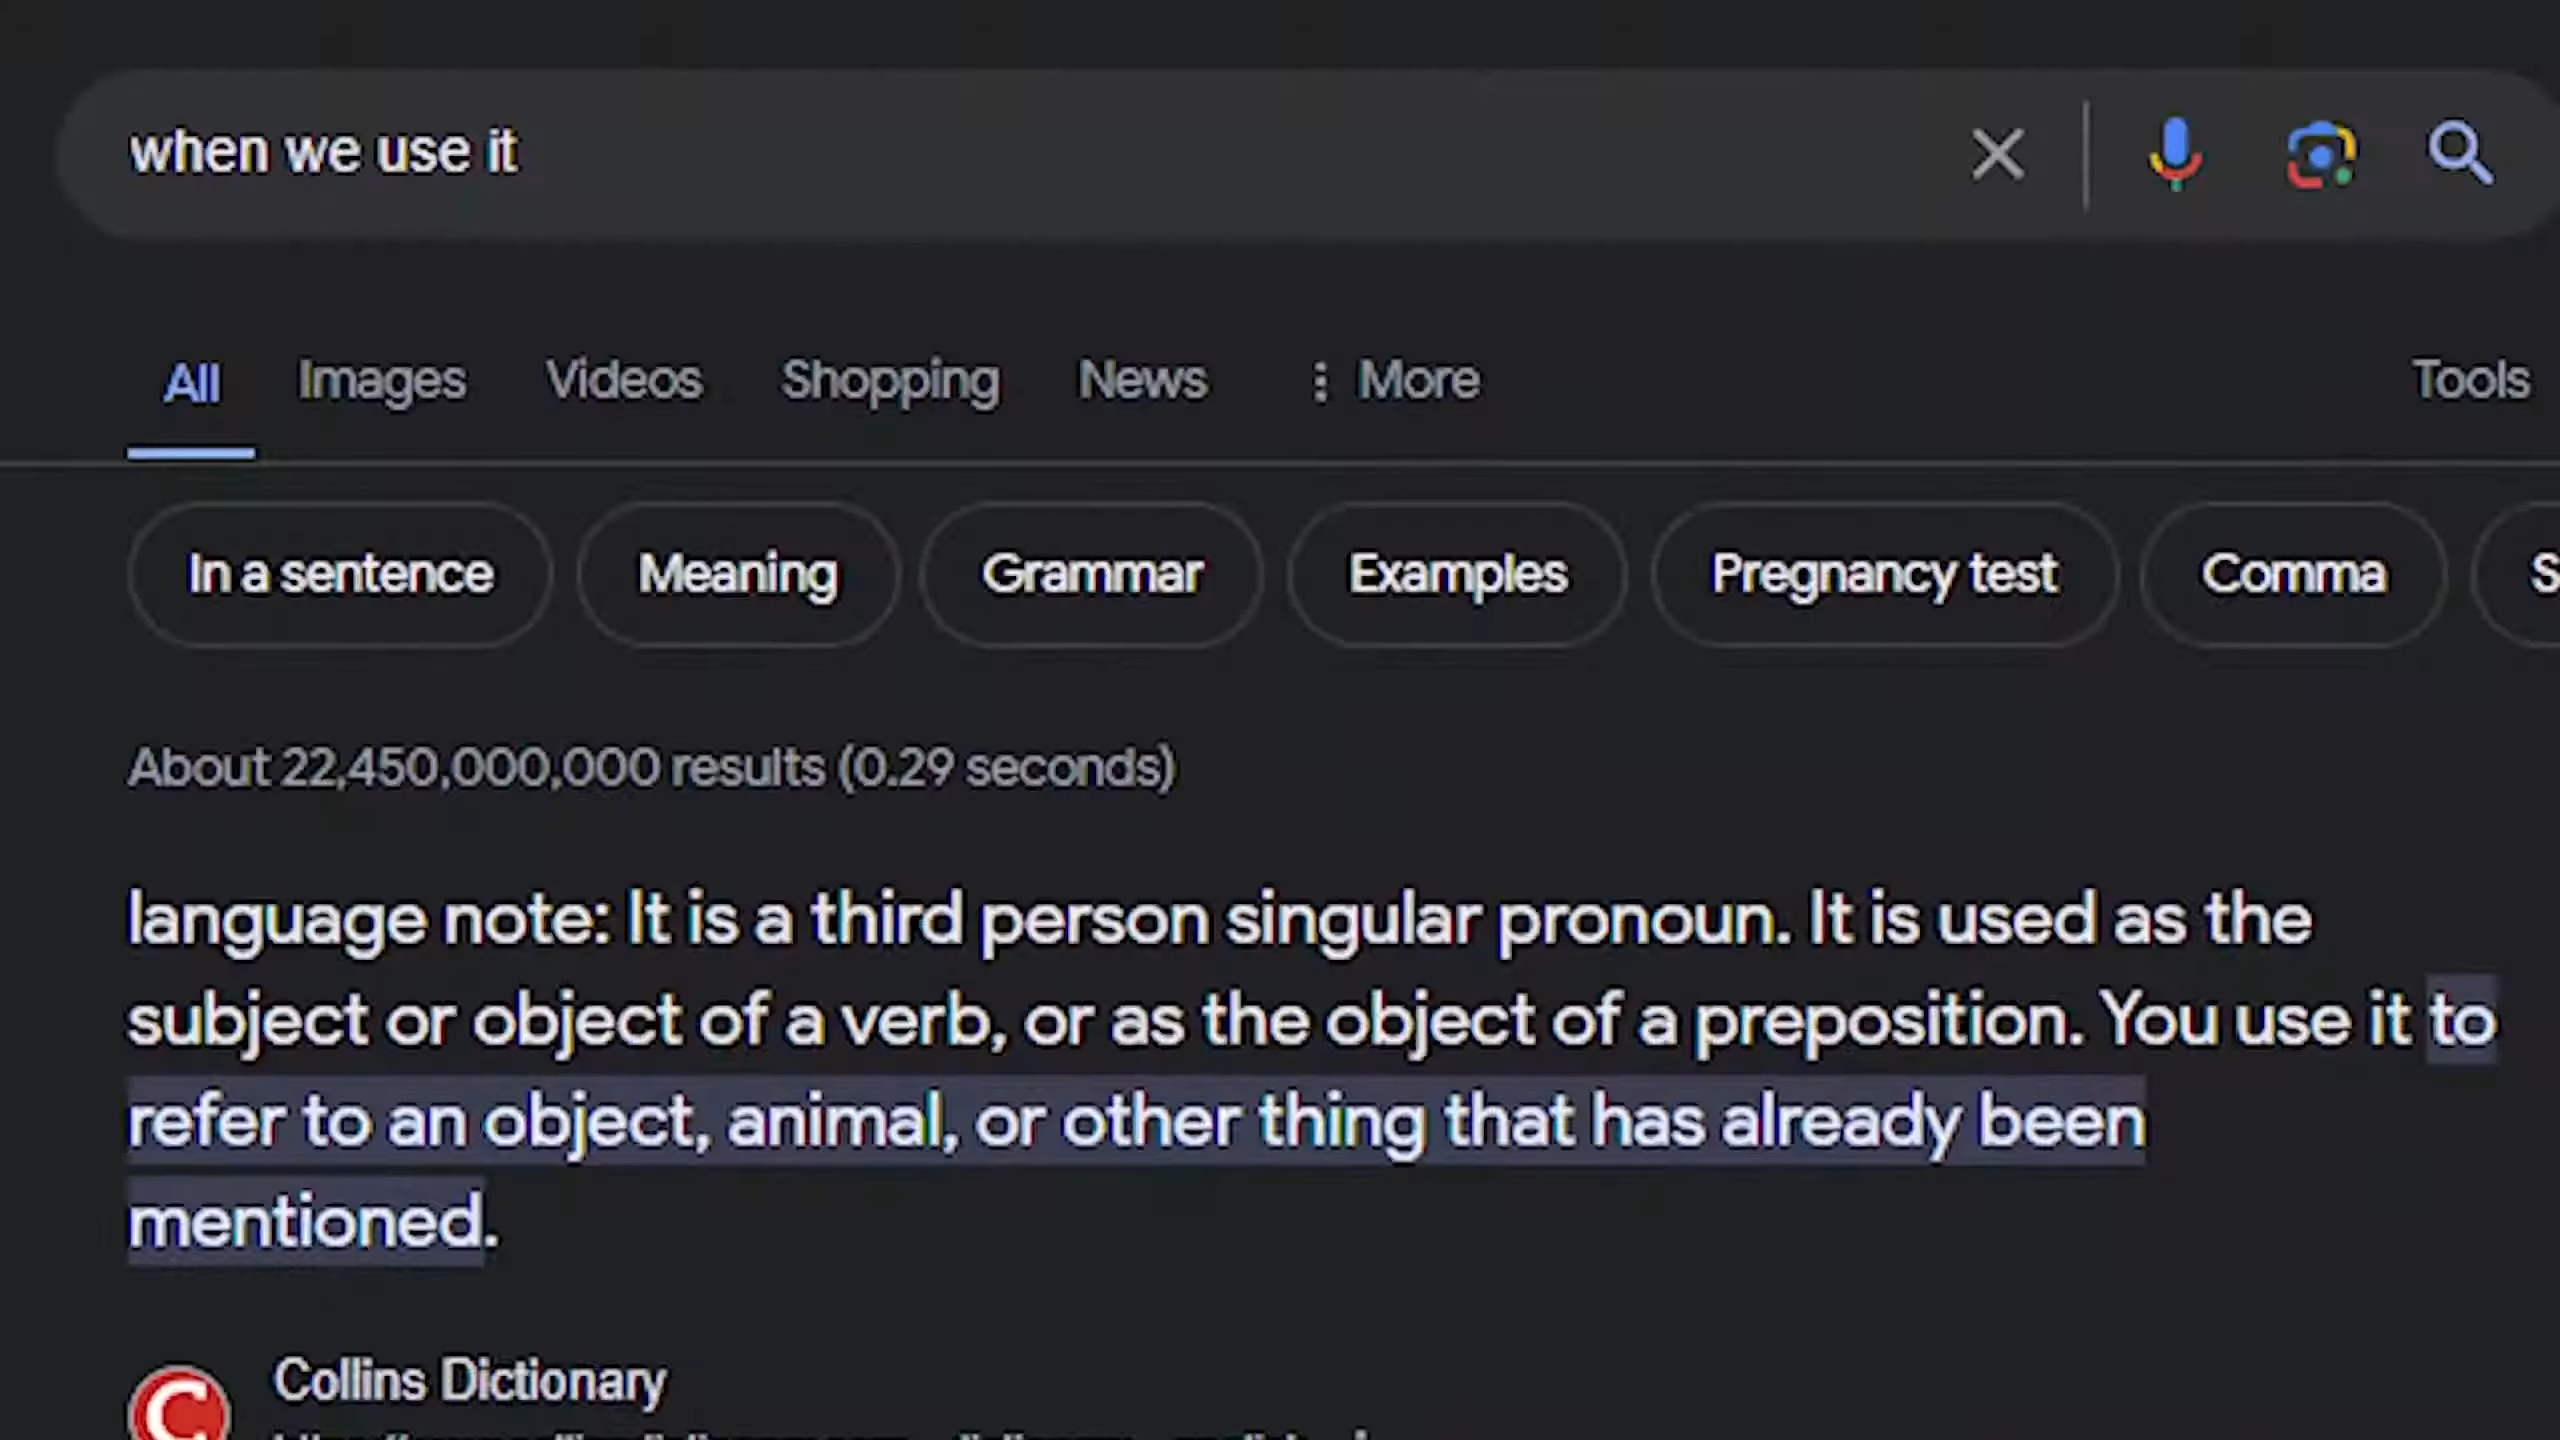 when we use it
All Images Videos Shopping News More Tools
In a sentence Meaning Grammar Examples Pregnancy test Comma
About 22,450,000,000 results (0.29 seconds)
language note: It is a third person singular pronoun. It is used as the
subject or object of a verb, or as the object of a preposition. You use it to
refer to an object, animal, or other thing that has already been
mentioned.
Collins Dictionary